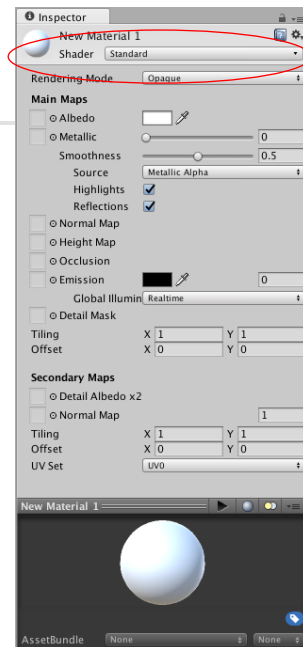 Inspector
New Material 1
Shader Standard
Rendering Mode Opaque
Main Maps
Albedo
Metallic 0
Smoothness 0.5
Source Metallic Alpha
Highlights
Reflections
Normal Map
Height Map
Occlusion
Emission 0
Global Illumin Realtime
Detail Mask
Tiling X 1 Y 1
Offset X 0 Y 0
Secondary Maps
Detail Albedo x2
Normal Map 1
Tiling X 1 Y 1
Offset X 0 Y 0
UV Set UV0
New Material 1
AssetBundle None None